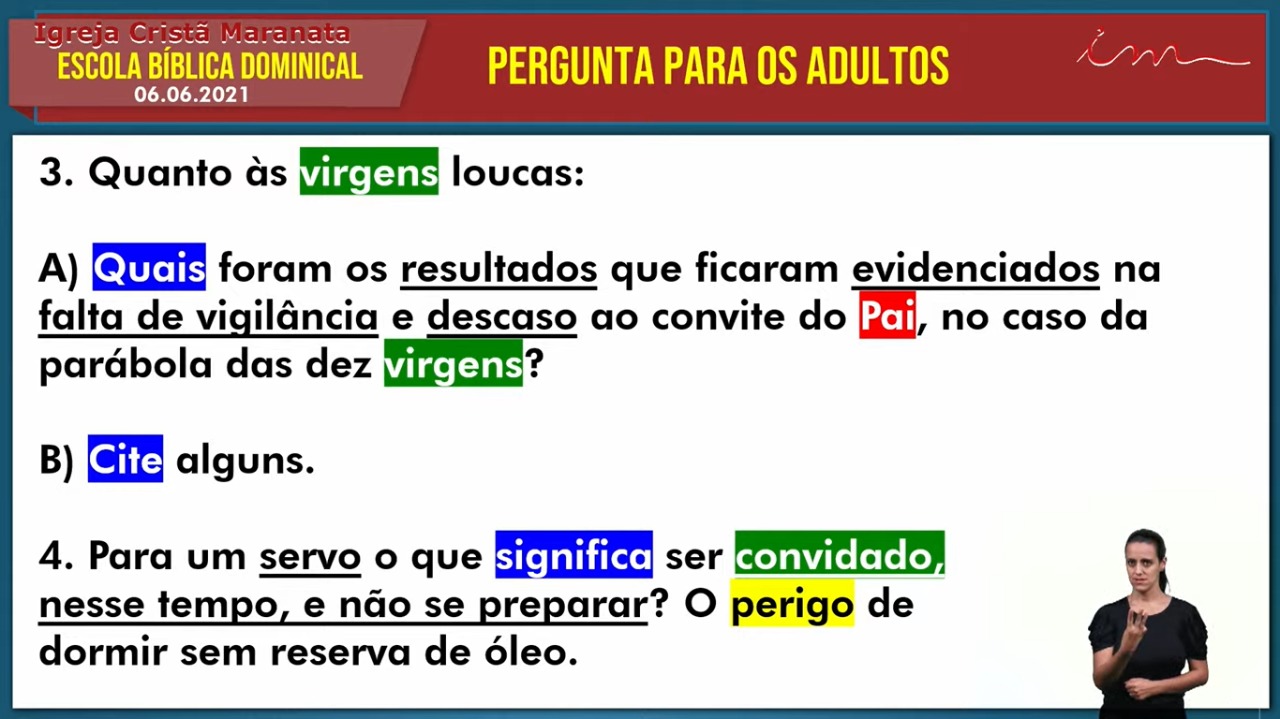 Igreja Cristã Maranata
ESCOLA BÍBLICA DOMINICAL
06.06.2021
PERGUNTA PARA OS ADULTOS
im
3. Quanto às virgens loucas:
A) Quais foram os resultados que ficaram evidenciados na
falta de vigilância e descaso ao convite do Pai, no caso da
parábola das dez virgens?
B) Cite alguns.
4. Para um servo o que significa ser convidado,
nesse tempo, e não se preparar? O perigo de
dormir sem reserva de óleo.